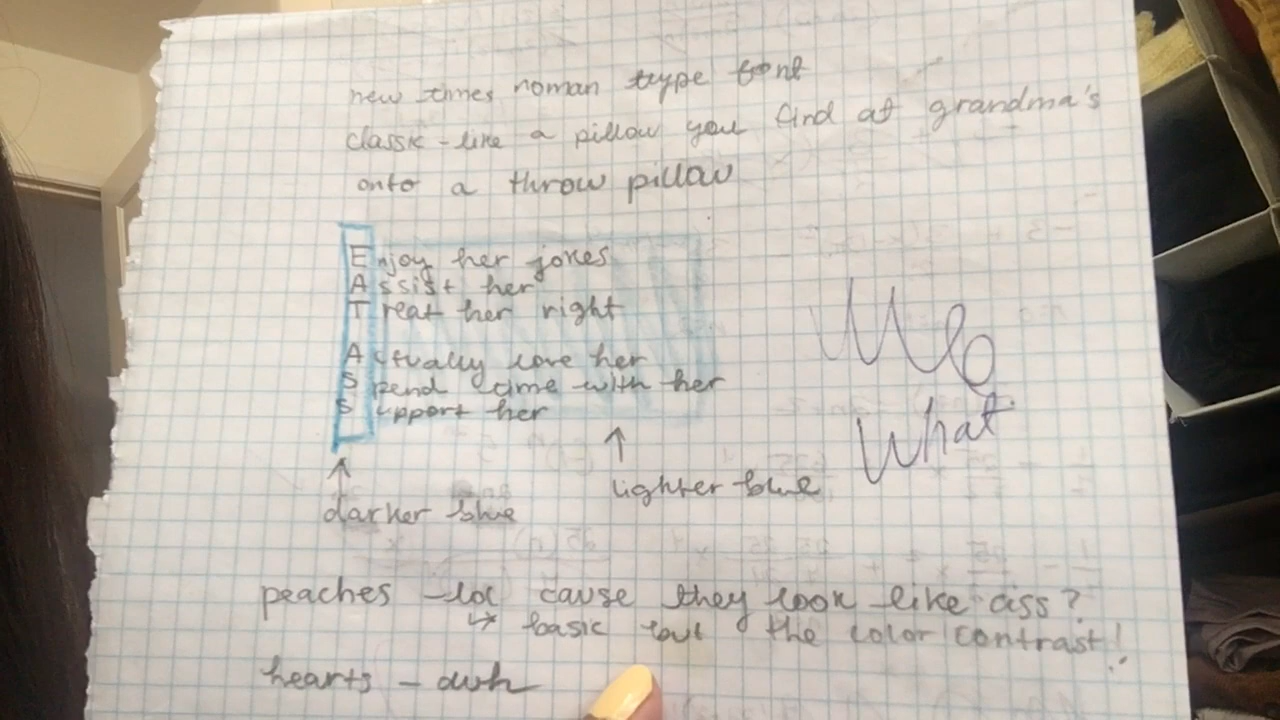 new times roman type font
classic - like a pillow you find at grandma's
onto a throw pillow
Enjoy her jokes
Assist her
Treat her right
Actually love her
Spend time with her
Support her
What
↑
lighter blue
↑
darker blue
peaches - lol cause they look like ass?
↳ basic but the color contrast!
hearts - duh